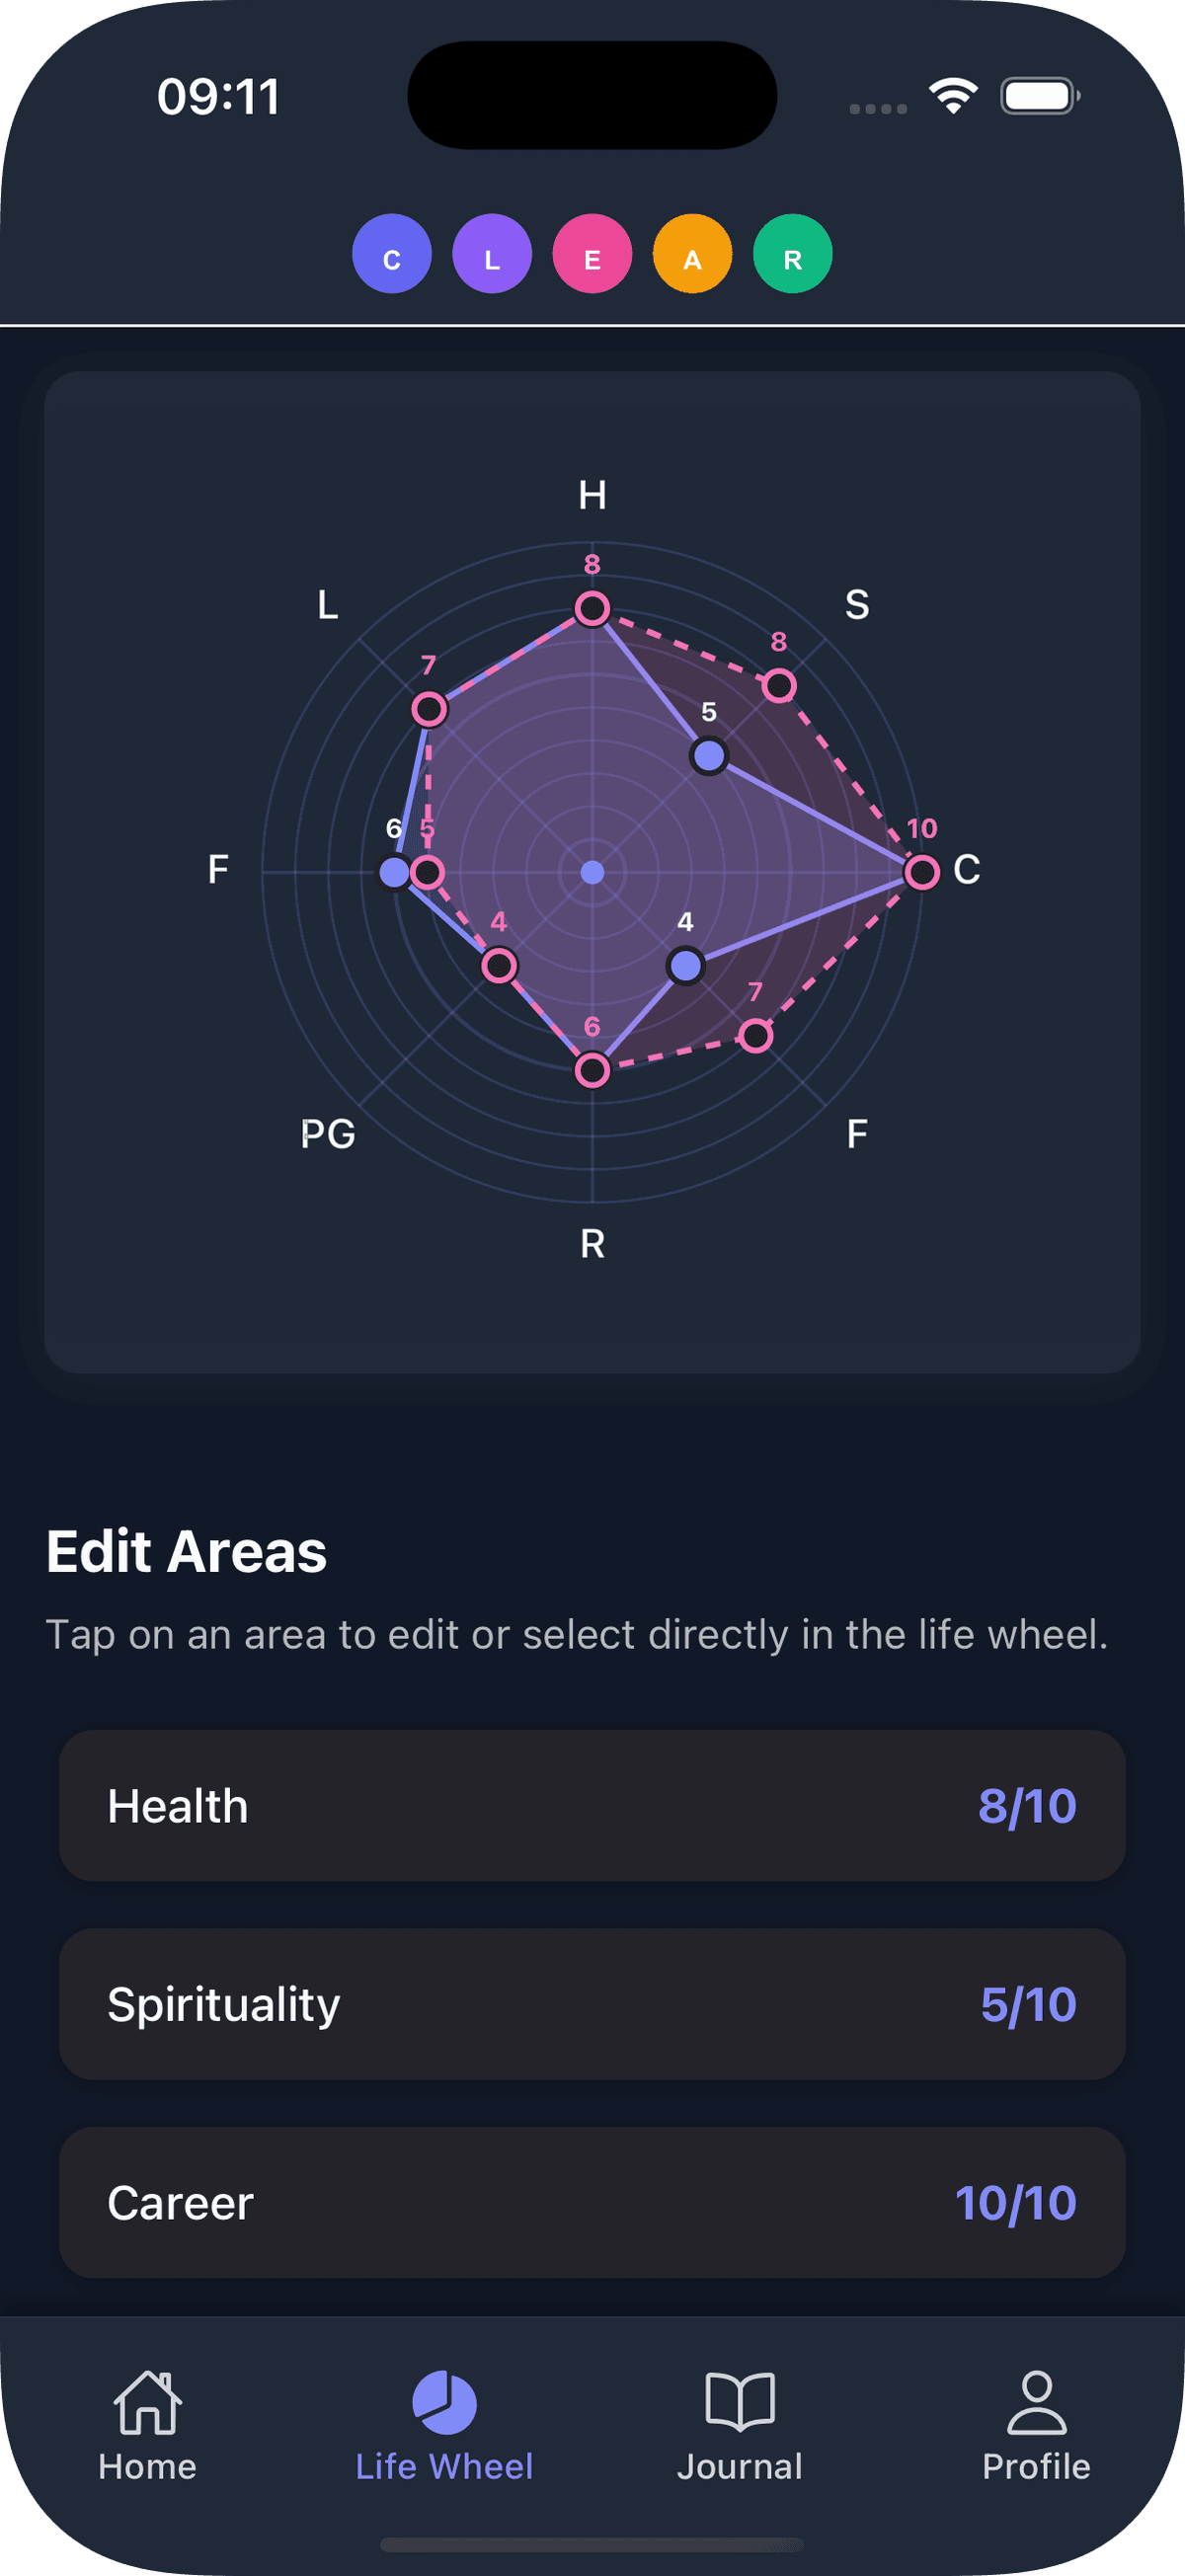 09:11
C L E A R
H
8
L
S
8
7
5
6
5
10
F
C
4
4
7
6
PG
F
R
Edit Areas
Tap on an area to edit or select directly in the life wheel.
Health 8/10
Spirituality 5/10
Career 10/10
Home Life Wheel Journal Profile